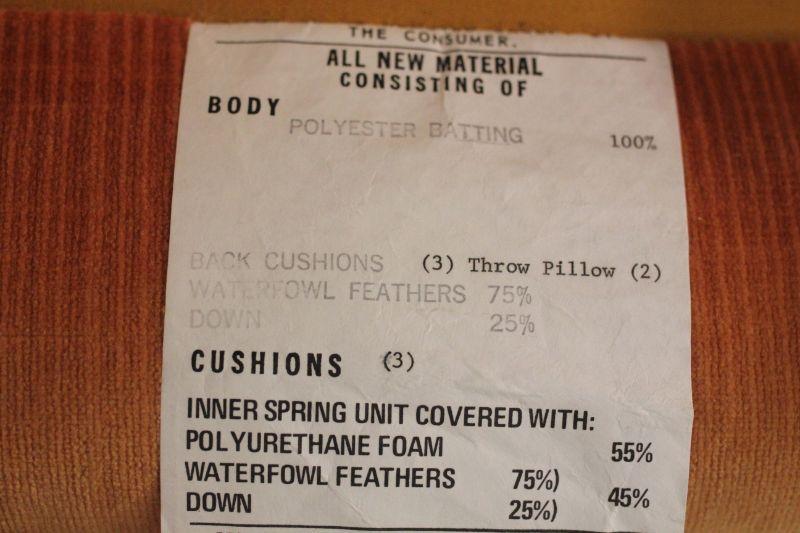 THE CONSUMER.
ALL NEW MATERIAL
CONSISTING OF
BODY
POLYESTER BATTING 100%
BACK CUSHIONS (3) Throw Pillow (2)
WATERFOWL FEATHERS 75%
DOWN 25%
CUSHIONS (3)
INNER SPRING UNIT COVERED WITH:
POLYURETHANE FOAM 55%
WATERFOWL FEATHERS 75%)
DOWN 25%) 45%